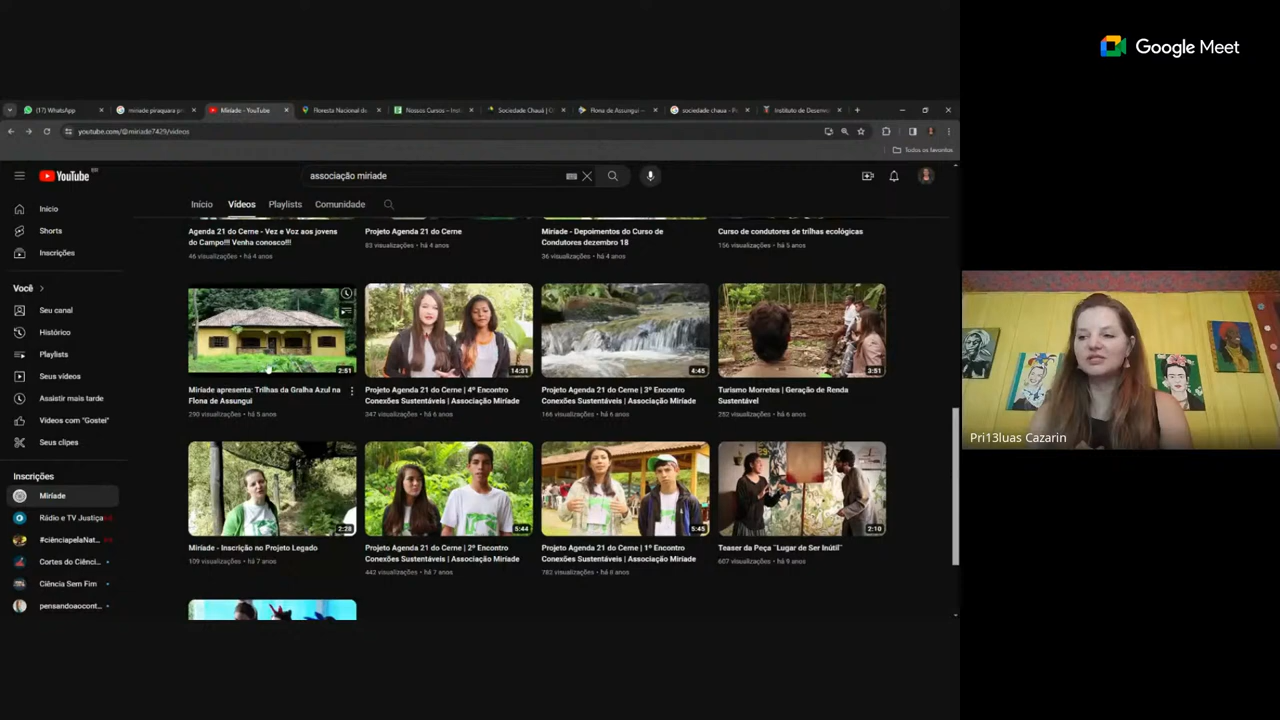 Google Meet
(17) WhatsApp
miriade piraquara pr
Miríade - YouTube
Floresta Nacional de
Nossos Cursos – Inst
Sociedade Chauá | O
Flona de Assungui –
sociedade chaua - Pe
Instituto de Desenvo
youtube.com/@miriade7429/videos
Todos os favoritos
YouTube BR
associação miriade
Início
Vídeos
Playlists
Comunidade
Início
Shorts
Inscrições
Você
Seu canal
Histórico
Playlists
Seus vídeos
Assistir mais tarde
Vídeos com "Gostei"
Seus clipes
Inscrições
Miríade
Rádio e TV Justiça
#ciênciapelaNat...
Cortes do Ciênci...
Ciência Sem Fim
pensandoaocont...
Agenda 21 do Cerne - Vez e Voz aos jovens
do Campo!!! Venha conosco!!!
46 visualizações • há 4 anos
Projeto Agenda 21 do Cerne
83 visualizações • há 4 anos
Miríade - Depoimentos do Curso de
Condutores dezembro 18
36 visualizações • há 4 anos
Curso de condutores de trilhas ecológicas
156 visualizações • há 5 anos
2:51
Miríade apresenta: Trilhas da Gralha Azul na
Flona de Assungui
290 visualizações • há 5 anos
14:31
Projeto Agenda 21 do Cerne | 4º Encontro
Conexões Sustentáveis | Associação Miríade
347 visualizações • há 6 anos
4:45
Projeto Agenda 21 do Cerne | 3º Encontro
Conexões Sustentáveis | Associação Miríade
166 visualizações • há 6 anos
3:51
Turismo Morretes | Geração de Renda
Sustentável
282 visualizações • há 6 anos
2:28
Miríade - Inscrição no Projeto Legado
109 visualizações • há 7 anos
5:44
Projeto Agenda 21 do Cerne | 2º Encontro
Conexões Sustentáveis | Associação Miríade
443 visualizações • há 7 anos
5:45
Projeto Agenda 21 do Cerne | 1º Encontro
Conexões Sustentáveis | Associação Miríade
782 visualizações • há 8 anos
2:10
Teaser da Peça "Lugar de Ser Inútil"
607 visualizações • há 9 anos
Pri13luas Cazarin